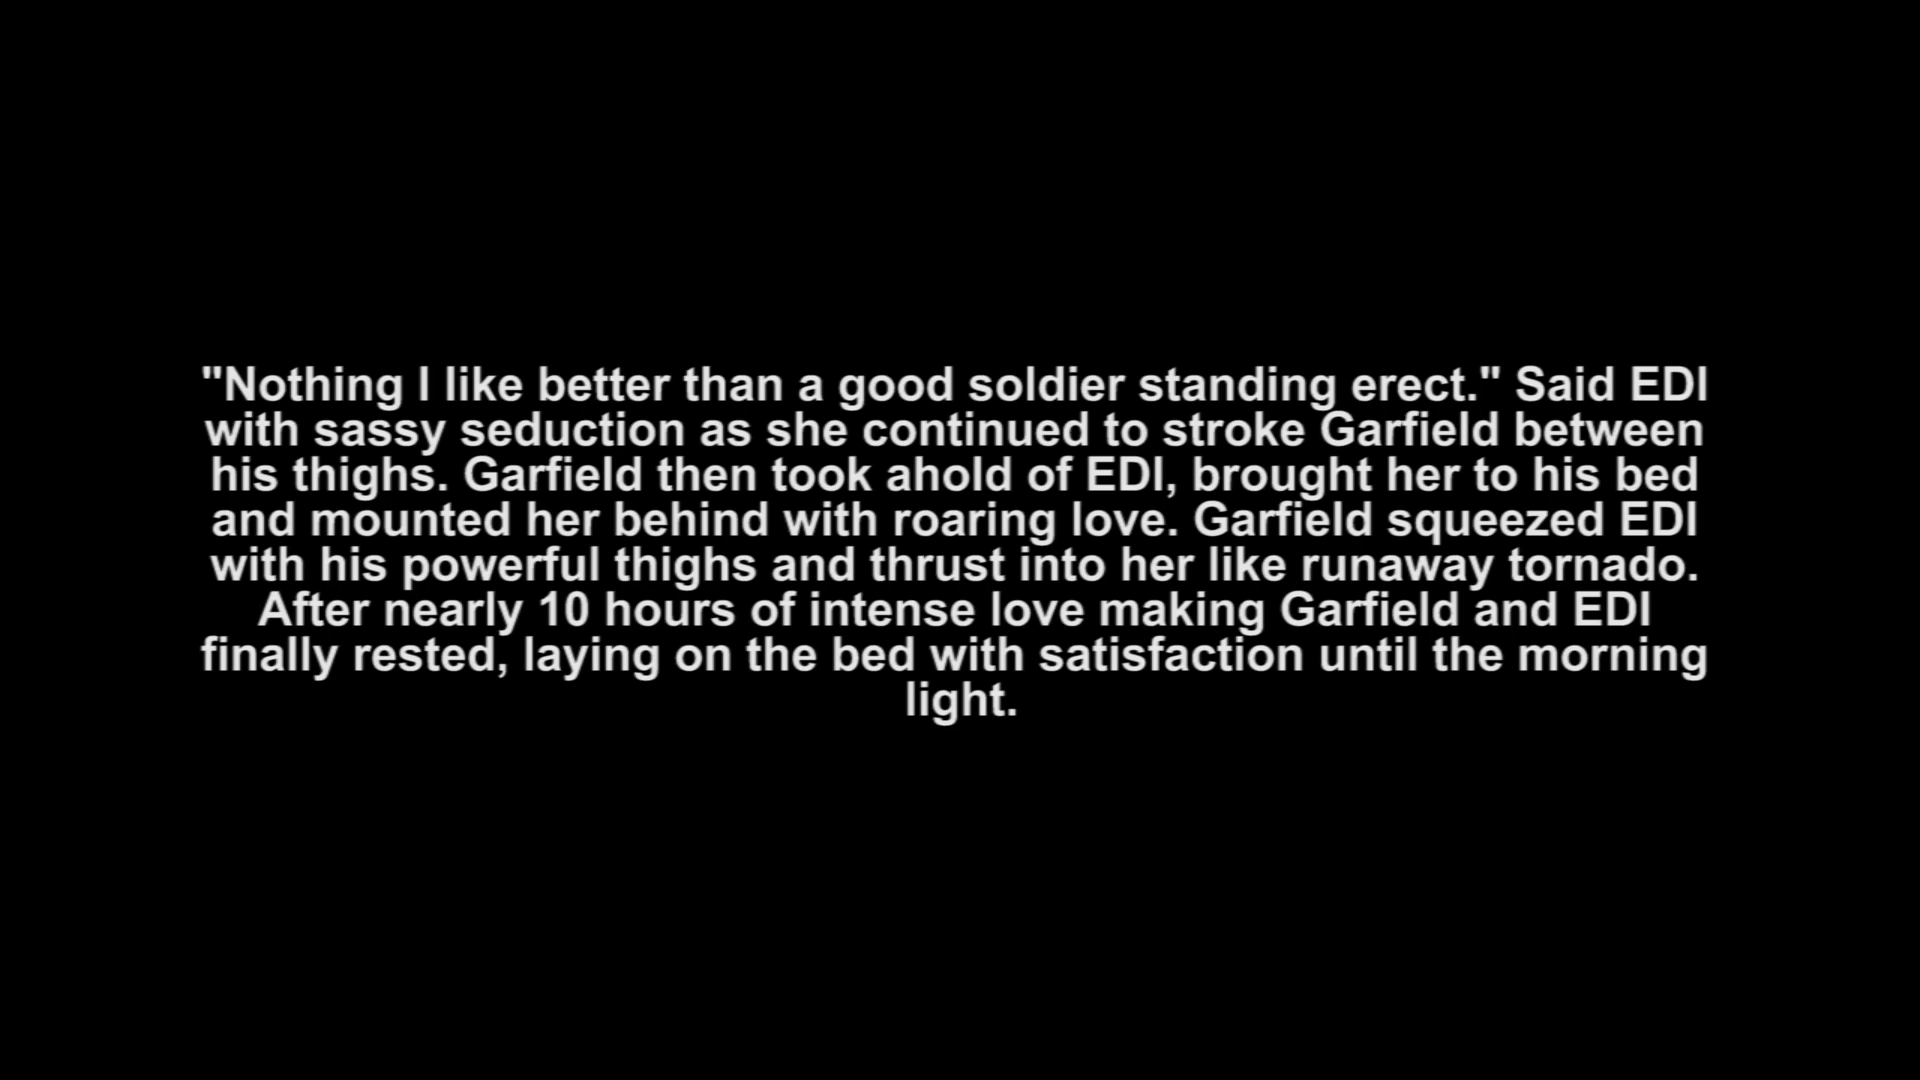 "Nothing I like better than a good soldier standing erect." Said EDI
with sassy seduction as she continued to stroke Garfield between
his thighs. Garfield then took ahold of EDI, brought her to his bed
and mounted her behind with roaring love. Garfield squeezed EDI
with his powerful thighs and thrust into her like runaway tornado.
After nearly 10 hours of intense love making Garfield and EDI
finally rested, laying on the bed with satisfaction until the morning
light.